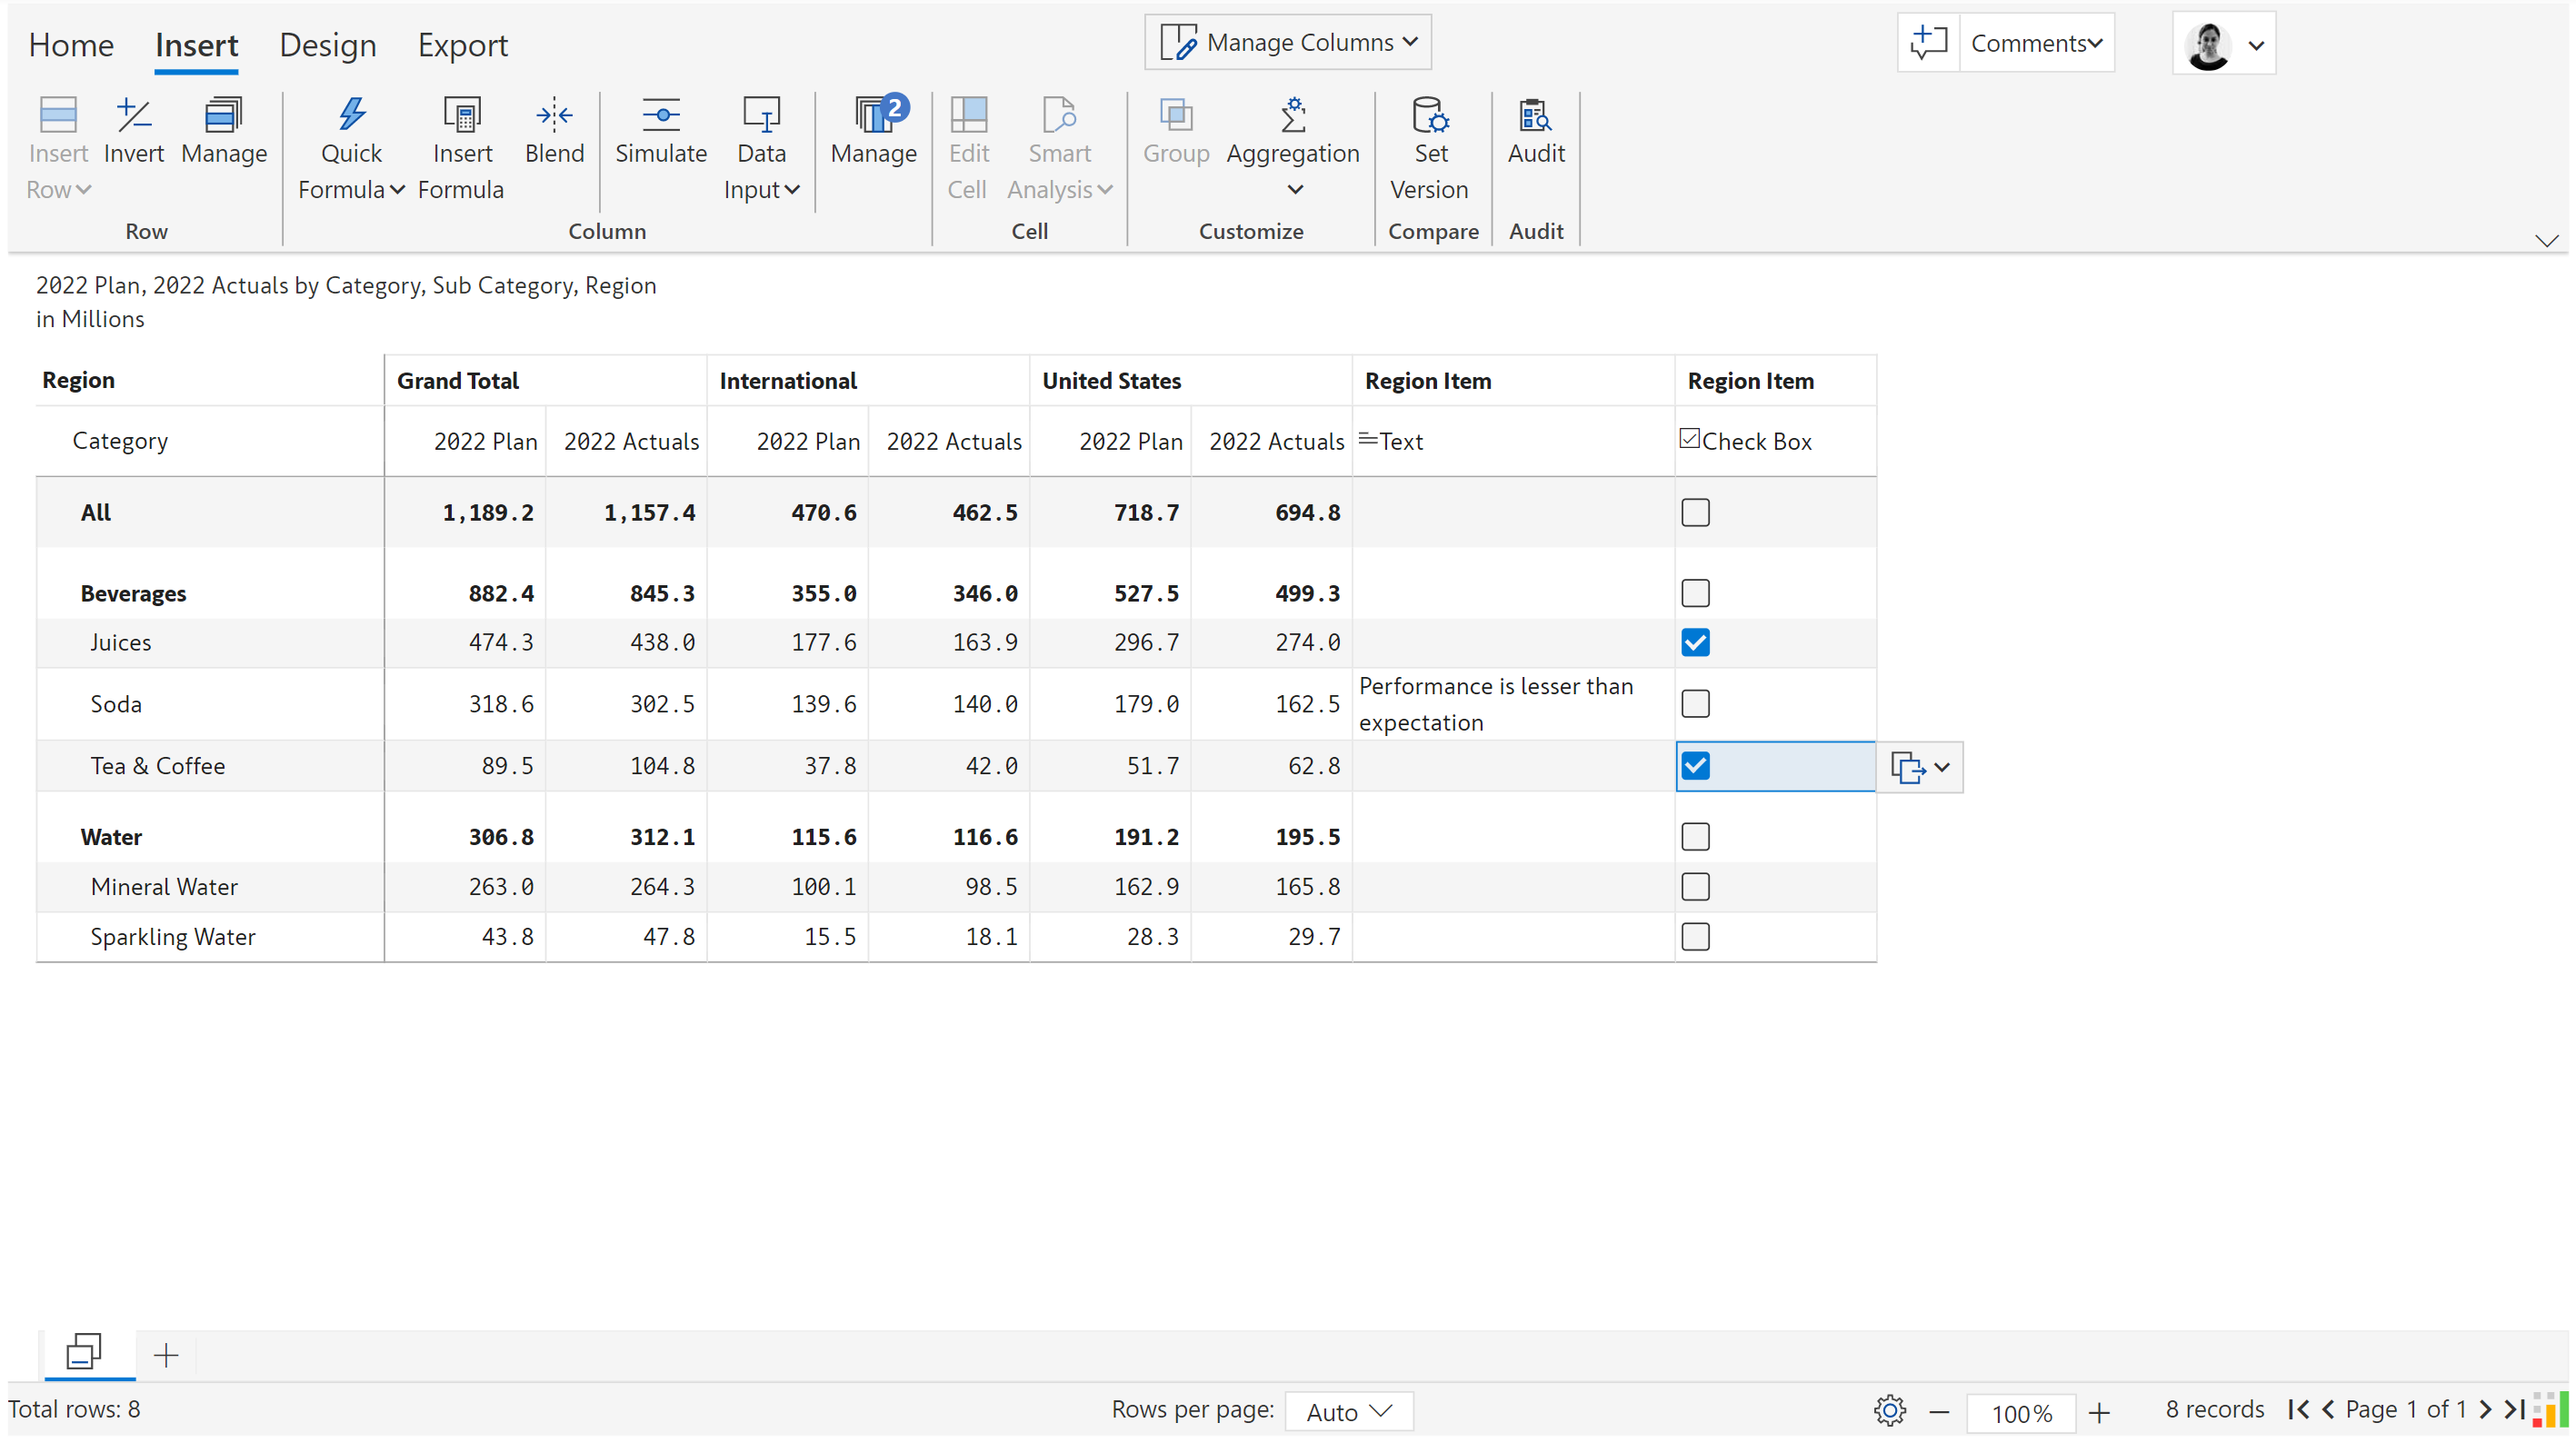 Home Insert Design Export Manage Columns Comments
Insert Row Invert Manage Quick Formula Insert Formula Blend Simulate Data Input Manage 2 Edit Cell Smart Analysis Group Aggregation Set Version Audit
Row Column Cell Customize Compare Audit
2022 Plan, 2022 Actuals by Category, Sub Category, Region
in Millions
Region Grand Total International United States Region Item Region Item
Category 2022 Plan 2022 Actuals 2022 Plan 2022 Actuals 2022 Plan 2022 Actuals Text Check Box
All 1,189.2 1,157.4 470.6 462.5 718.7 694.8
Beverages 882.4 845.3 355.0 346.0 527.5 499.3
Juices 474.3 438.0 177.6 163.9 296.7 274.0
Soda 318.6 302.5 139.6 140.0 179.0 162.5 Performance is lesser than
expectation
Tea & Coffee 89.5 104.8 37.8 42.0 51.7 62.8
Water 306.8 312.1 115.6 116.6 191.2 195.5
Mineral Water 263.0 264.3 100.1 98.5 162.9 165.8
Sparkling Water 43.8 47.8 15.5 18.1 28.3 29.7
Total rows: 8 Rows per page: Auto 100% 8 records Page 1 of 1